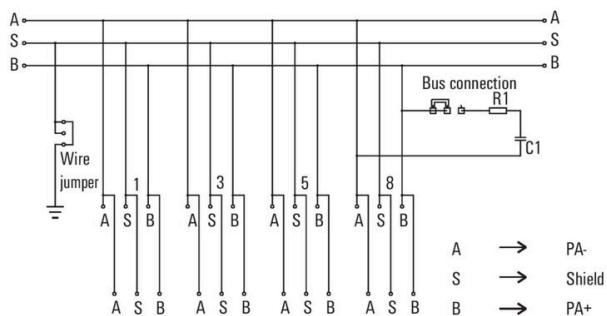 A A
S S
B B
Bus connection
R1
C1
Wire
jumper
1 3 5 8
A S B A S B A S B A S B
A S B A S B A S B A S B
A → PA-
S → Shield
B → PA+